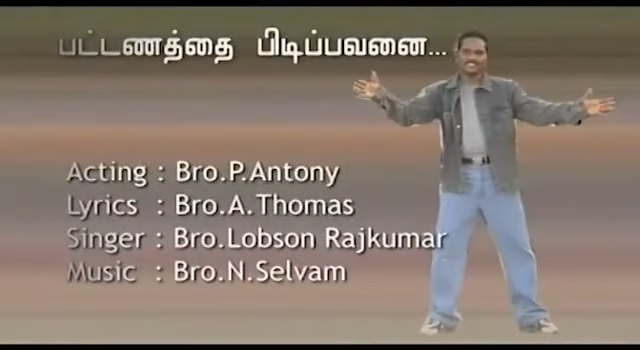 பட்டணத்தை பிடிப்பவனை...
Acting : Bro.P.Antony
Lyrics : Bro.A.Thomas
Singer : Bro.Lobson Rajkumar
Music : Bro.N.Selvam